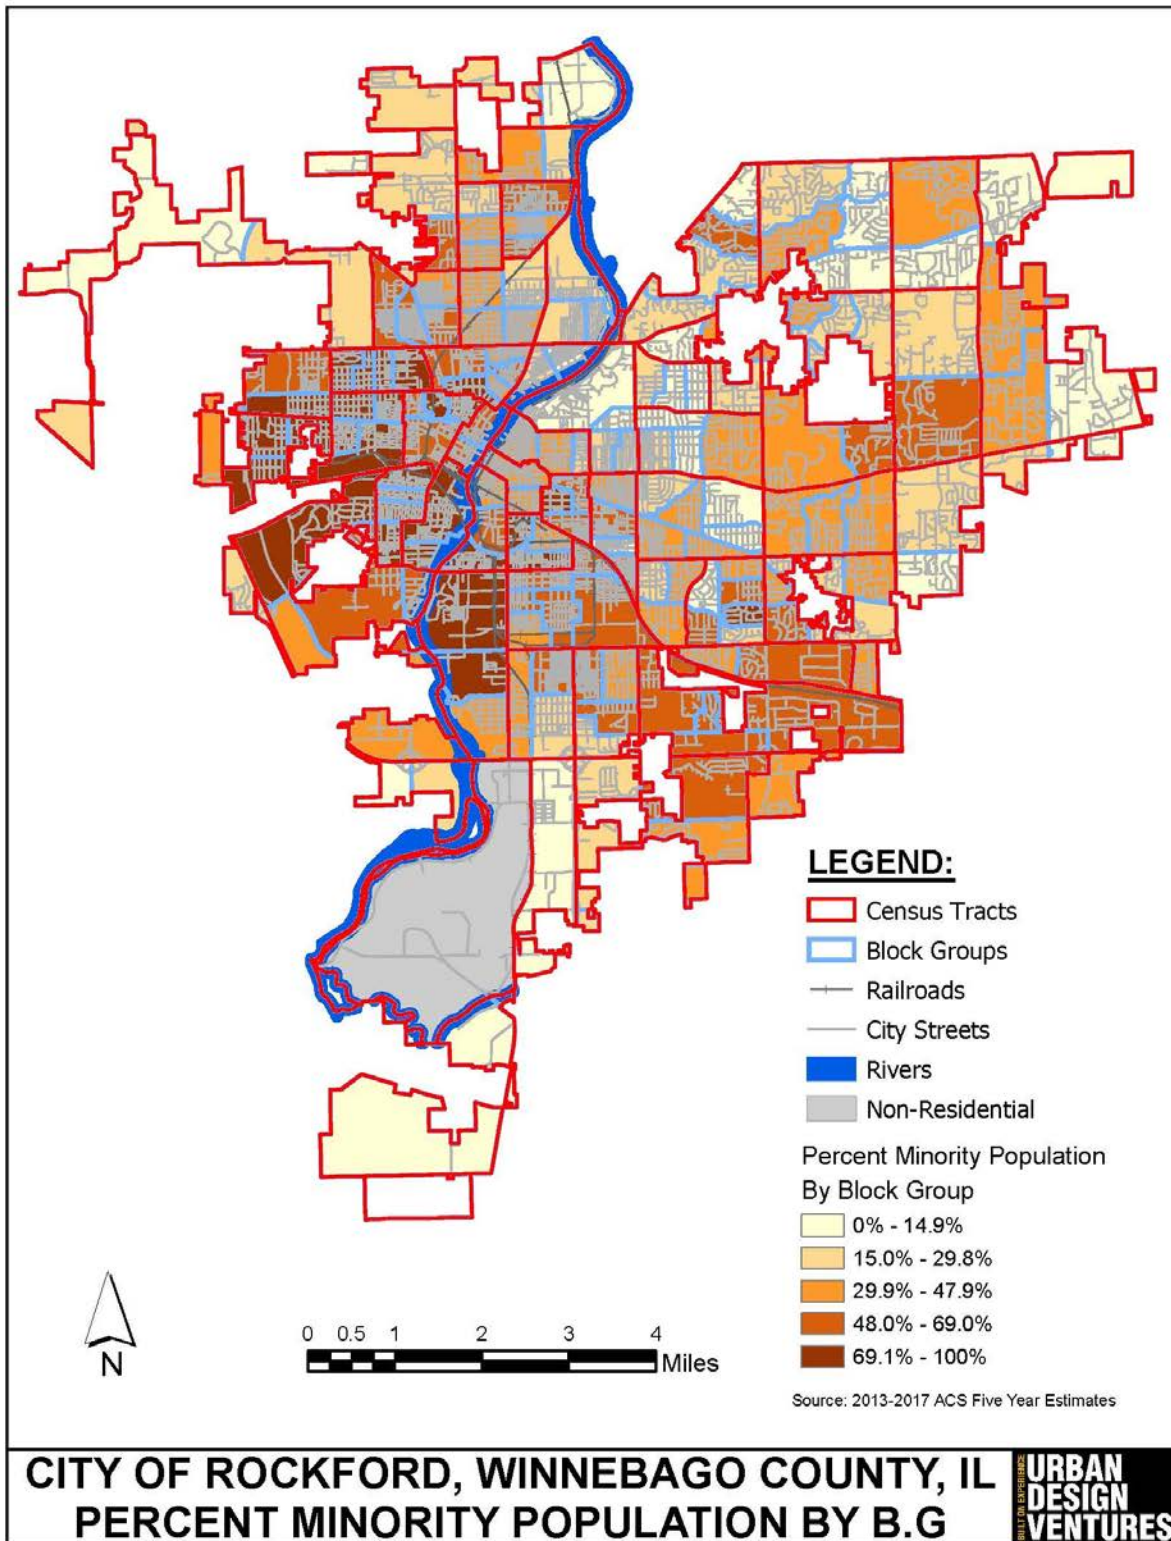 LEGEND:
Census Tracts
Block Groups
Railroads
City Streets
Rivers
Non-Residential
Percent Minority Population
By Block Group
0% - 14.9%
15.0% - 29.8%
29.9% - 47.9%
48.0% - 69.0%
69.1% - 100%
N
0 0.5 1 2 3 4
Miles
Source: 2013-2017 ACS Five Year Estimates
CITY OF ROCKFORD, WINNEBAGO COUNTY, IL
PERCENT MINORITY POPULATION BY B.G
BUILT ON EXPERIENCE
URBAN
DESIGN
VENTURES